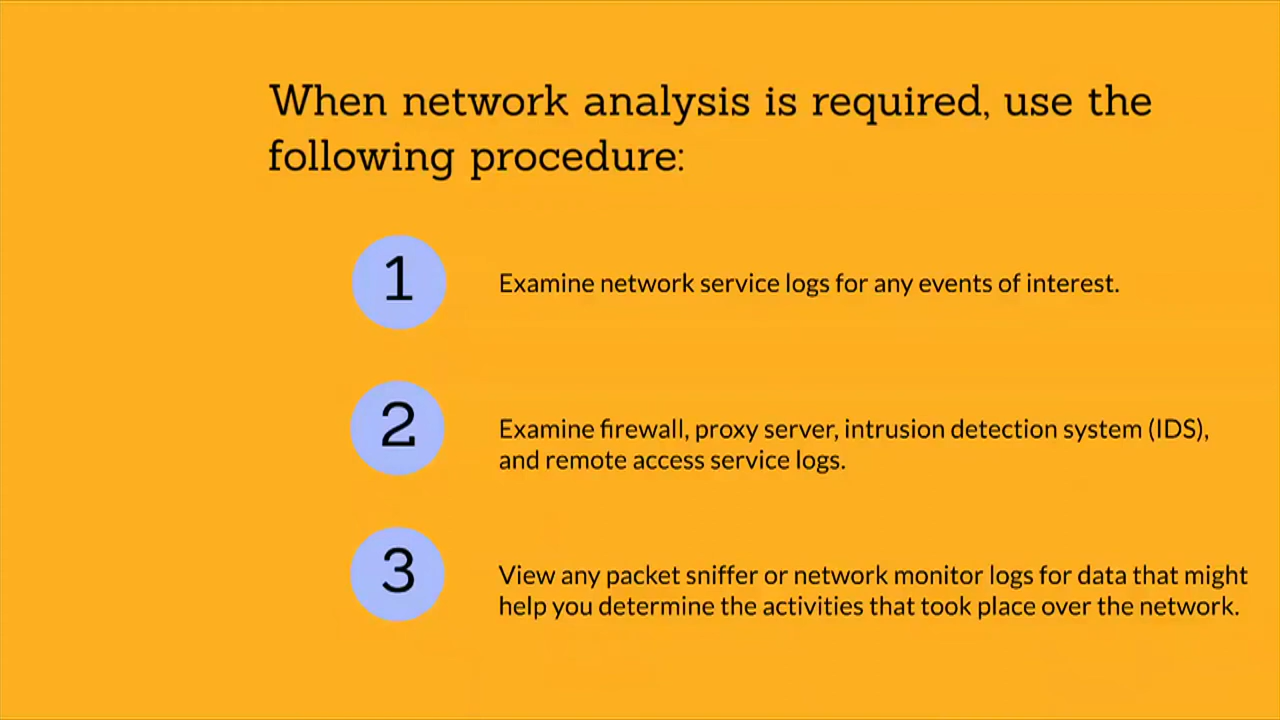 When network analysis is required, use the
following procedure:
1
Examine network service logs for any events of interest.
2
Examine firewall, proxy server, intrusion detection system (IDS),
and remote access service logs.
3
View any packet sniffer or network monitor logs for data that might
help you determine the activities that took place over the network.